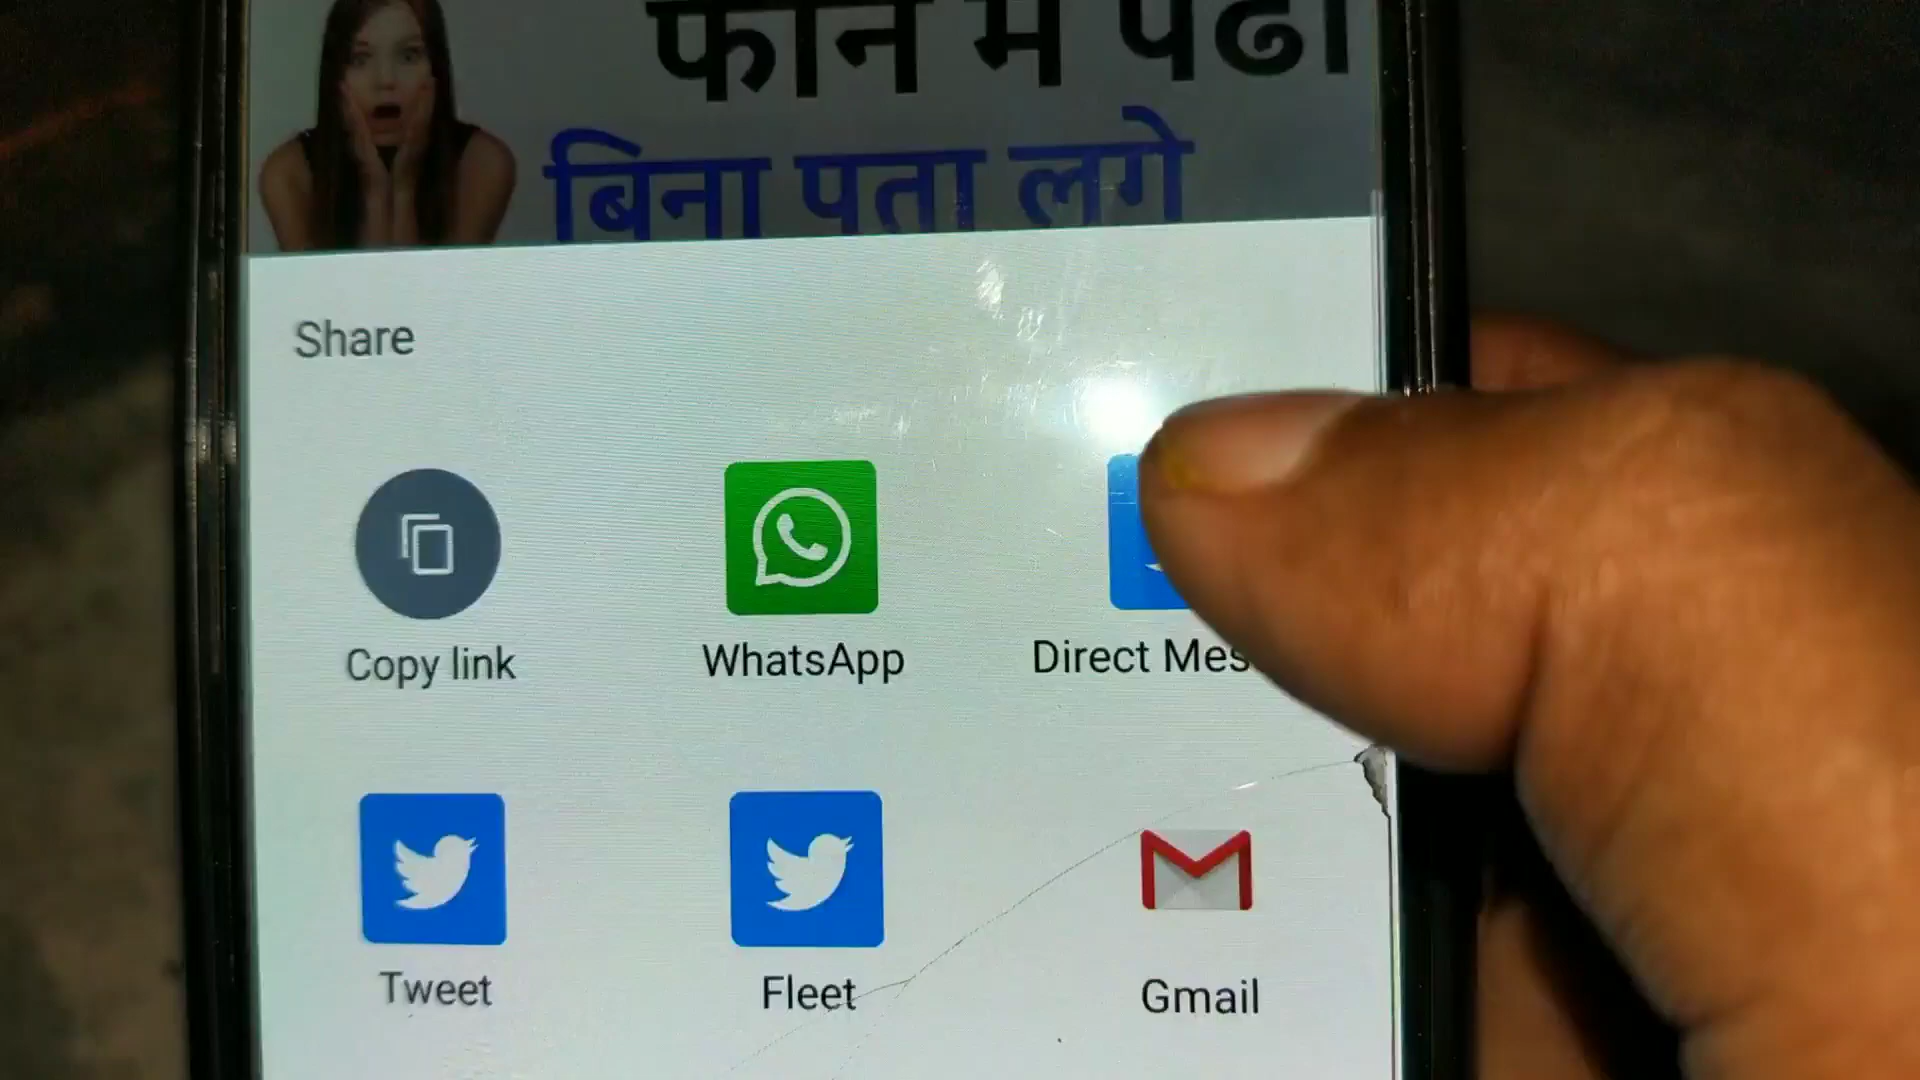 फोन में पढो
बिना पता लगे
Share
Copy link
WhatsApp
Direct Mes
Tweet
Fleet
Gmail